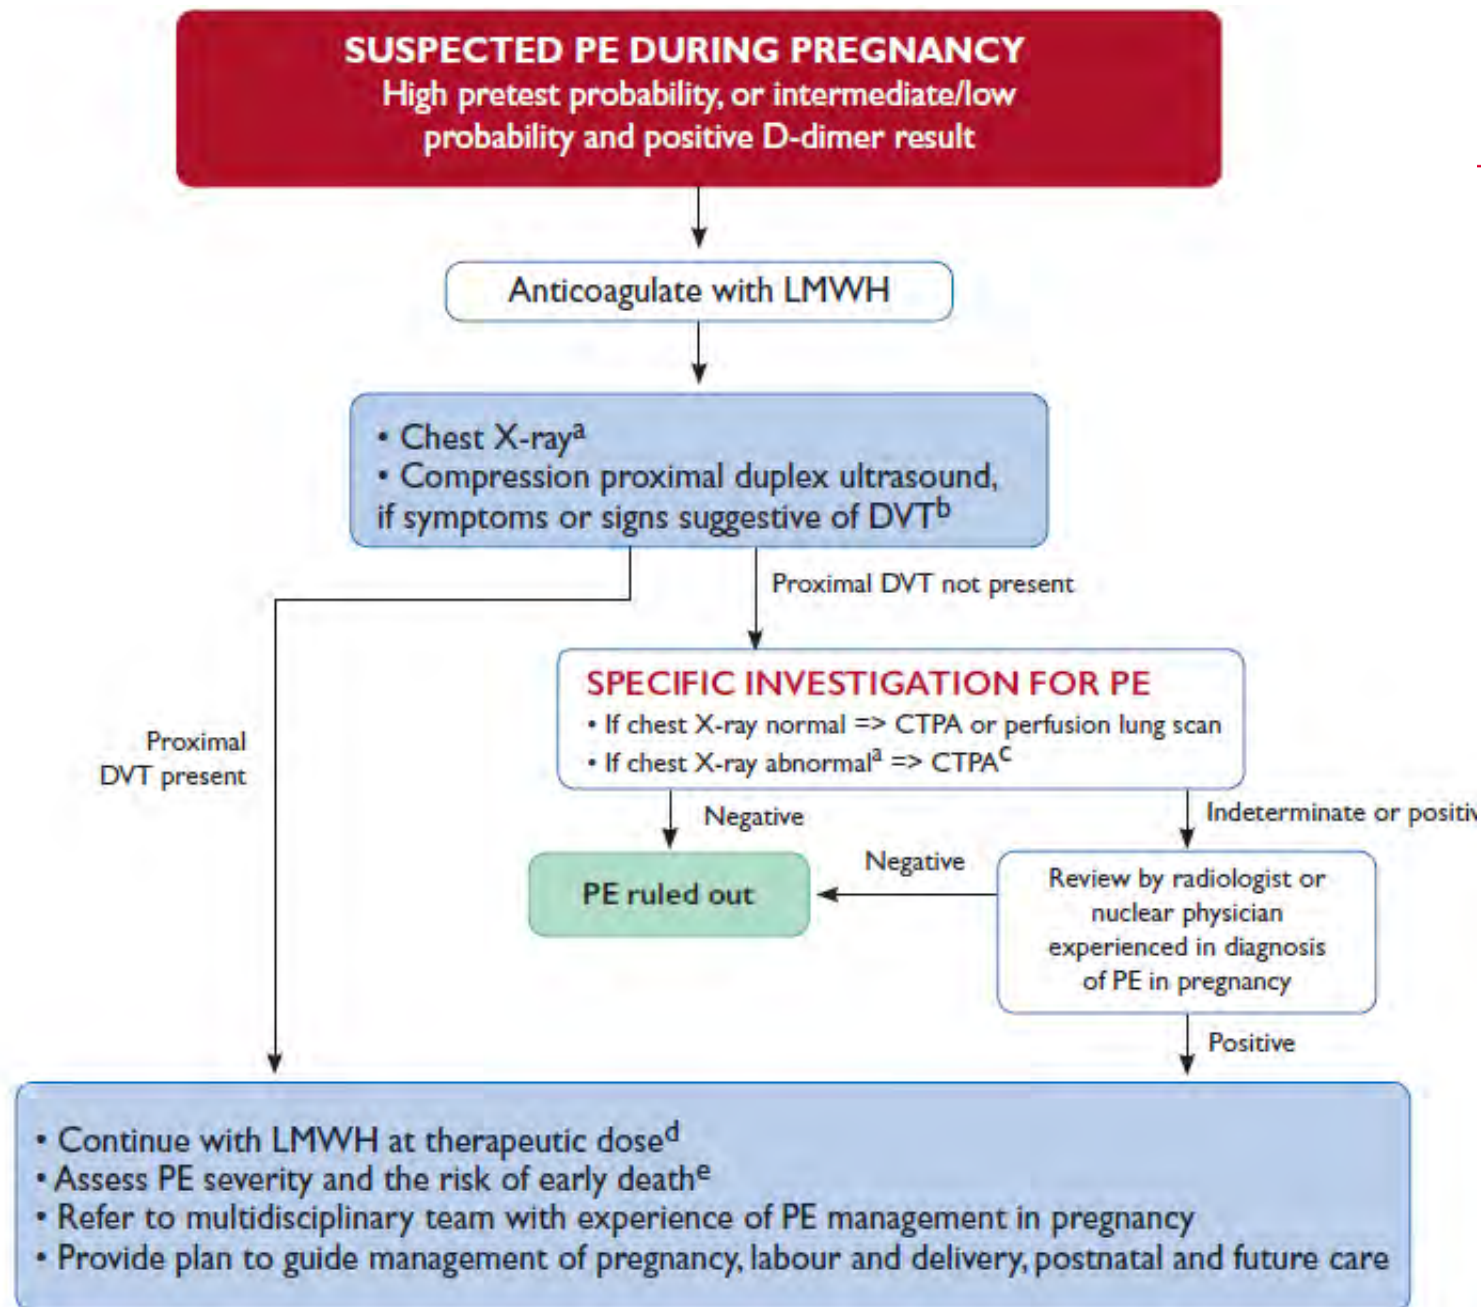 SUSPECTED PE DURING PREGNANCY
High pretest probability, or intermediate/low
probability and positive D-dimer result
Anticoagulate with LMWH
• Chest X-rayᵃ
• Compression proximal duplex ultrasound,
if symptoms or signs suggestive of DVTᵇ
Proximal DVT not present
SPECIFIC INVESTIGATION FOR PE
• If chest X-ray normal => CTPA or perfusion lung scan
• If chest X-ray abnormalᵃ => CTPAᶜ
Proximal
DVT present
Negative
Indeterminate or positiv
PE ruled out
Negative
Review by radiologist or
nuclear physician
experienced in diagnosis
of PE in pregnancy
Positive
• Continue with LMWH at therapeutic doseᵈ
• Assess PE severity and the risk of early deathᵉ
• Refer to multidisciplinary team with experience of PE management in pregnancy
• Provide plan to guide management of pregnancy, labour and delivery, postnatal and future care